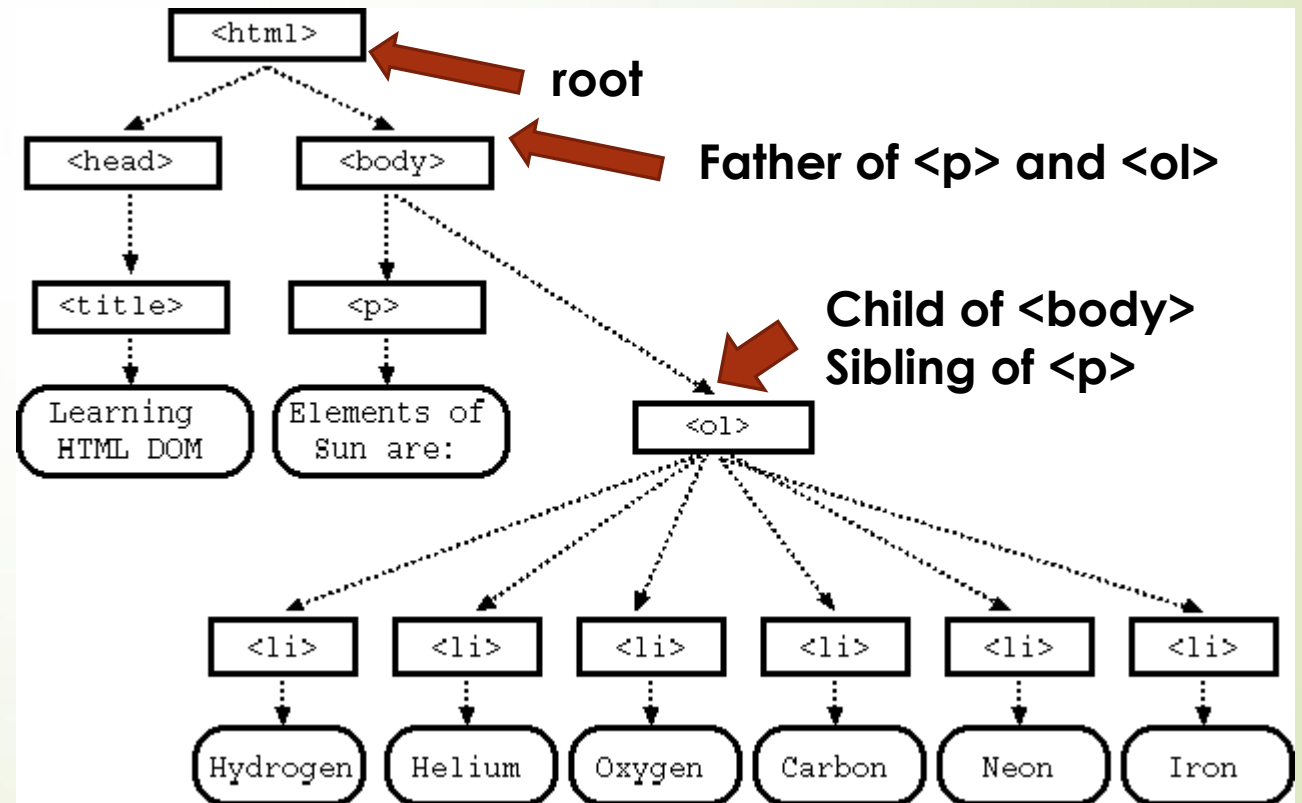 <html>
root
<head>
<body>
Father of <p> and <ol>
<title>
<p>
Child of <body>
Sibling of <p>
Learning
HTML DOM
Elements of
Sun are:
<ol>
<li>
<li>
<li>
<li>
<li>
<li>
Hydrogen
Helium
Oxygen
Carbon
Neon
Iron